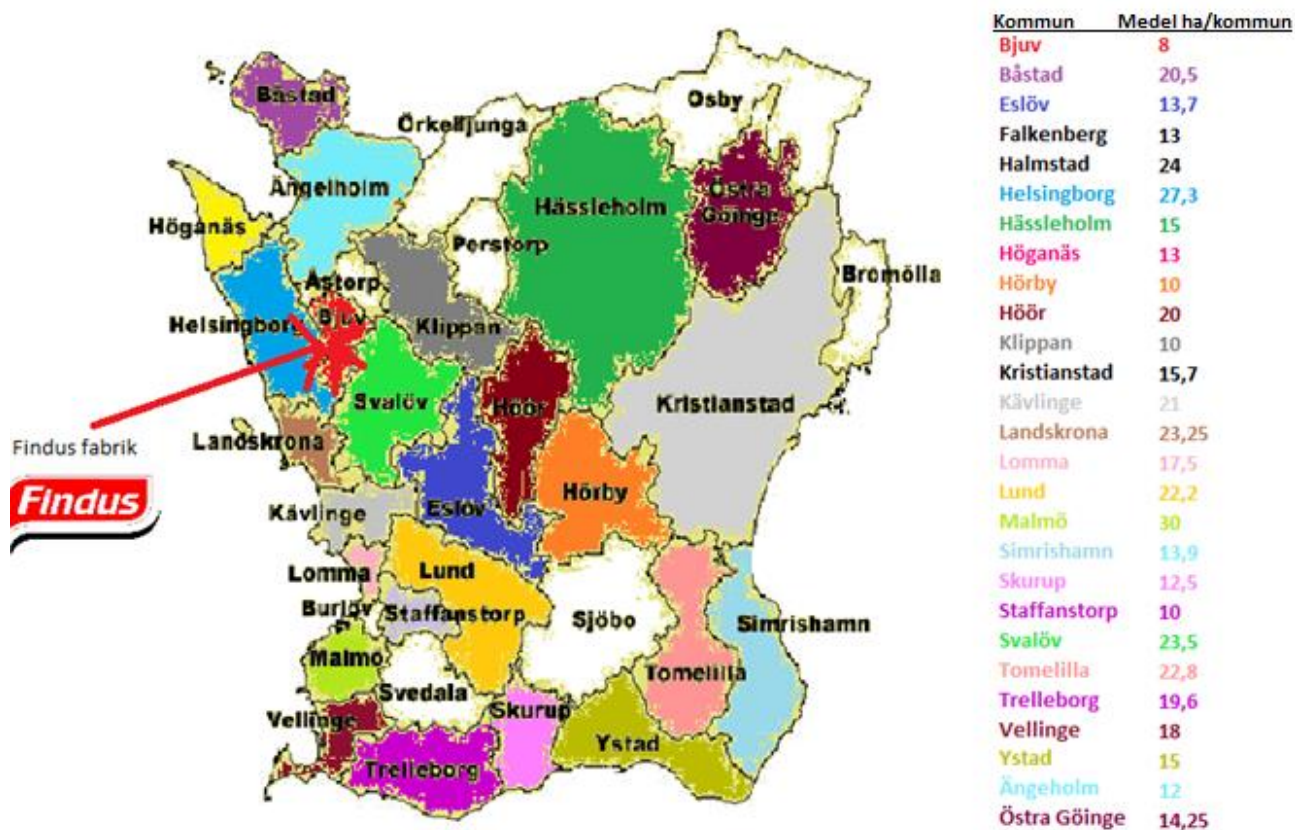 Kommun Medel ha/kommun
Bjuv 8
Båstad 20,5
Eslöv 13,7
Falkenberg 13
Halmstad 24
Helsingborg 27,3
Hässleholm 15
Höganäs 13
Hörby 10
Höör 20
Klippan 10
Kristianstad 15,7
Kävlinge 21
Landskrona 23,25
Lomma 17,5
Lund 22,2
Malmö 30
Simrishamn 13,9
Skurup 12,5
Staffanstorp 10
Svalöv 23,5
Tomelilla 22,8
Trelleborg 19,6
Vellinge 18
Ystad 15
Ängeholm 12
Östra Göinge 14,25
Båstad
Osby
Örkelljunga
Ängelholm
Östra
Göinge
Hässleholm
Höganäs
Perstorp
Bromölla
Åstorp
Bjuv
Helsingborg
Klippan
Svalöv
Höör
Kristianstad
Landskrona
Findus fabrik
Findus
Hörby
Eslöv
Kävlinge
Lomma
Lund
Burlöv
Staffanstorp
Sjöbo
Simrishamn
Malmö
Tomelilla
Svedala
Vellinge
Skurup
Ystad
Trelleborg